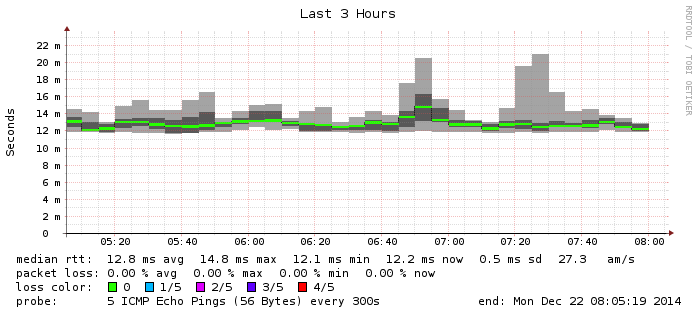 Last 3 Hours
RRDTOOL / TOBI OETIKER
Seconds
22 m
20 m
18 m
16 m
14 m
12 m
10 m
8 m
6 m
4 m
2 m
0
05:20 05:40 06:00 06:20 06:40 07:00 07:20 07:40 08:00
median rtt: 12.8 ms avg 14.8 ms max 12.1 ms min 12.2 ms now 0.5 ms sd 27.3 am/s
packet loss: 0.00 % avg 0.00 % max 0.00 % min 0.00 % now
loss color: 0 1/5 2/5 3/5 4/5
probe: 5 ICMP Echo Pings (56 Bytes) every 300s end: Mon Dec 22 08:05:19 2014